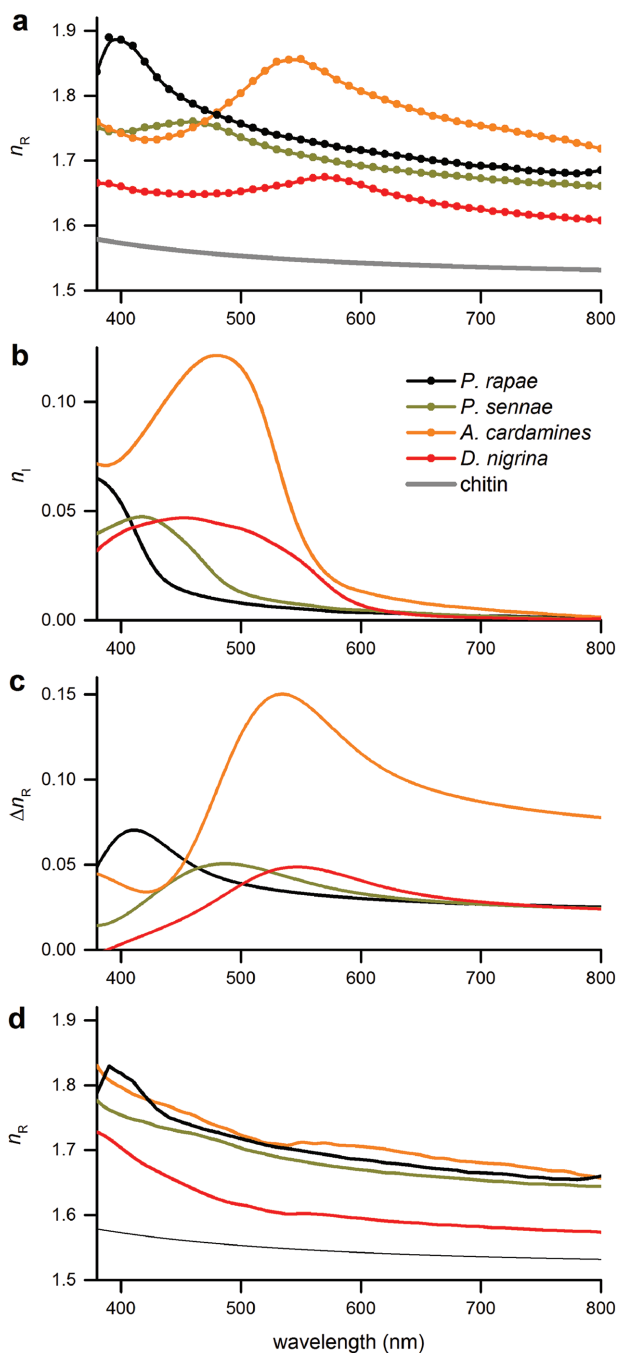 a
1.9
1.8
nR
1.7
1.6
1.5
400 500 600 700 800
b
0.10
nI
0.05
0.00
P. rapae
P. sennae
A. cardamines
D. nigrina
chitin
400 500 600 700 800
c
0.15
0.10
ΔnR
0.05
0.00
400 500 600 700 800
d
1.9
1.8
nR
1.7
1.6
1.5
400 500 600 700 800
wavelength (nm)